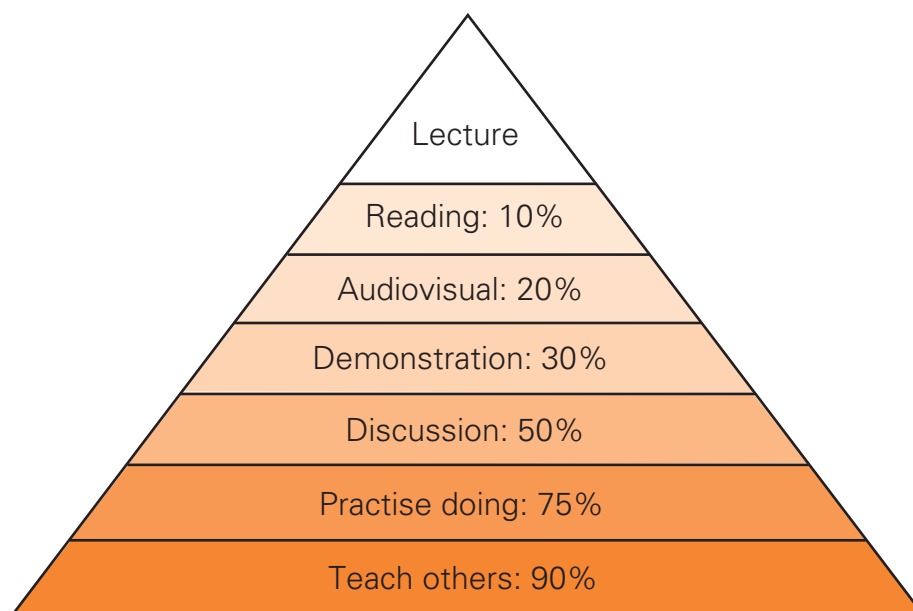 Lecture
Reading: 10%
Audiovisual: 20%
Demonstration: 30%
Discussion: 50%
Practise doing: 75%
Teach others: 90%